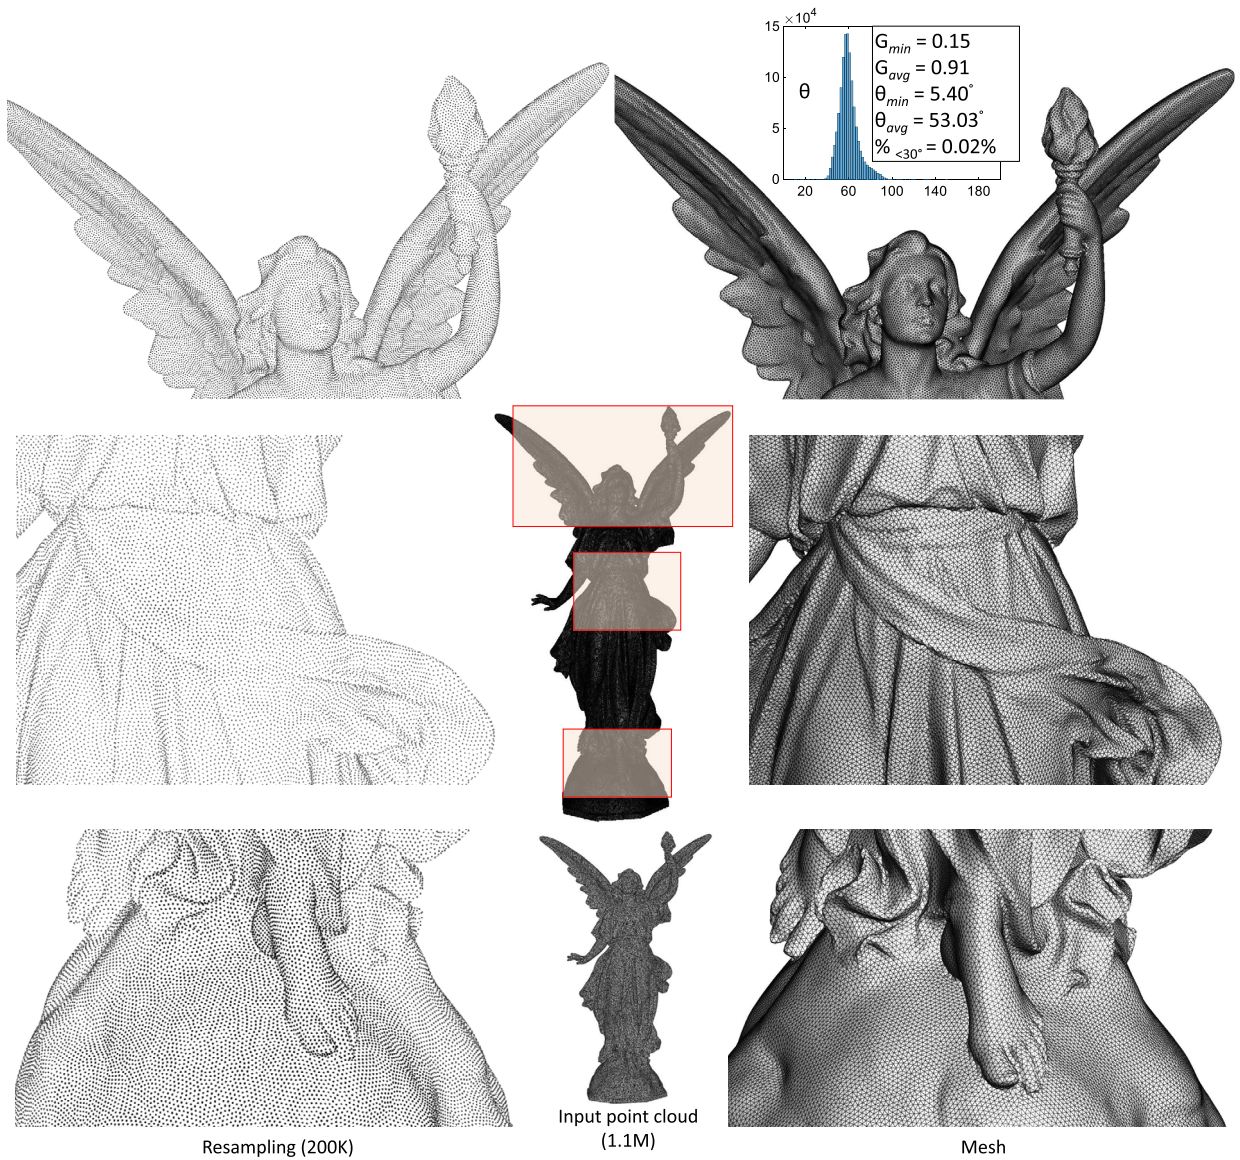 15 ×10⁴
10
5
0
20 60 100 140 180
θ
G_min = 0.15
G_avg = 0.91
θ_min = 5.40°
θ_avg = 53.03°
% <30° = 0.02%
Input point cloud
(1.1M)
Resampling (200K)
Mesh